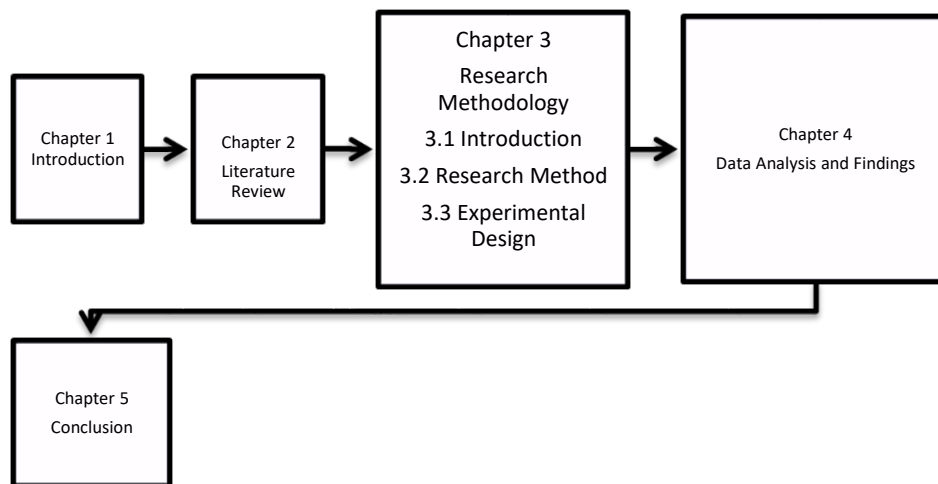 Chapter 1
Introduction
Chapter 2
Literature
Review
Chapter 3
Research
Methodology
3.1 Introduction
3.2 Research Method
3.3 Experimental
Design
Chapter 4
Data Analysis and Findings
Chapter 5
Conclusion